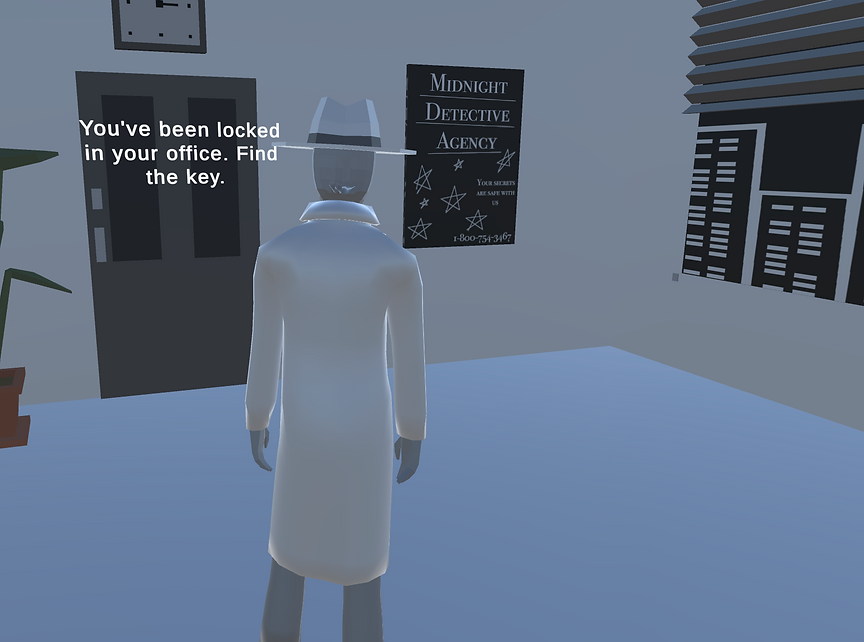 You've been locked
in your office. Find
the key.
Midnight
Detective
Agency
Your secrets
are safe with
us
1-800-754-3467